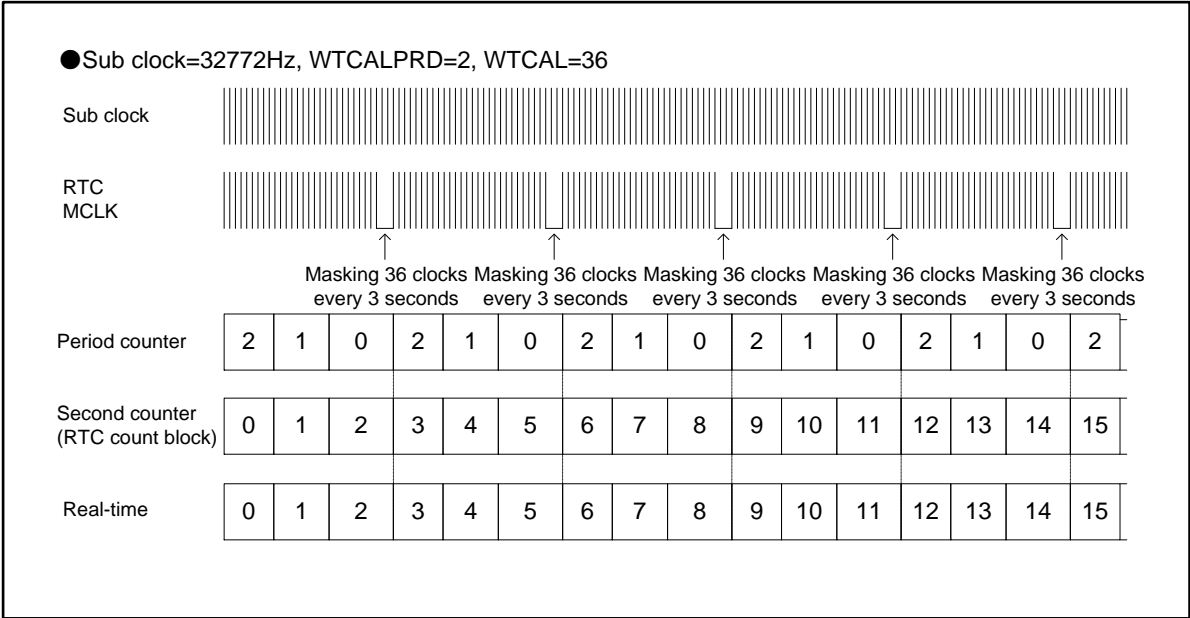 ●Sub clock=32772Hz, WTCALPRD=2, WTCAL=36
Sub clock
RTC
MCLK
Masking 36 clocks Masking 36 clocks Masking 36 clocks Masking 36 clocks Masking 36 clocks
every 3 seconds every 3 seconds every 3 seconds every 3 seconds every 3 seconds
Period counter 2 1 0 2 1 0 2 1 0 2 1 0 2 1 0 2
Second counter
(RTC count block) 0 1 2 3 4 5 6 7 8 9 10 11 12 13 14 15
Real-time 0 1 2 3 4 5 6 7 8 9 10 11 12 13 14 15